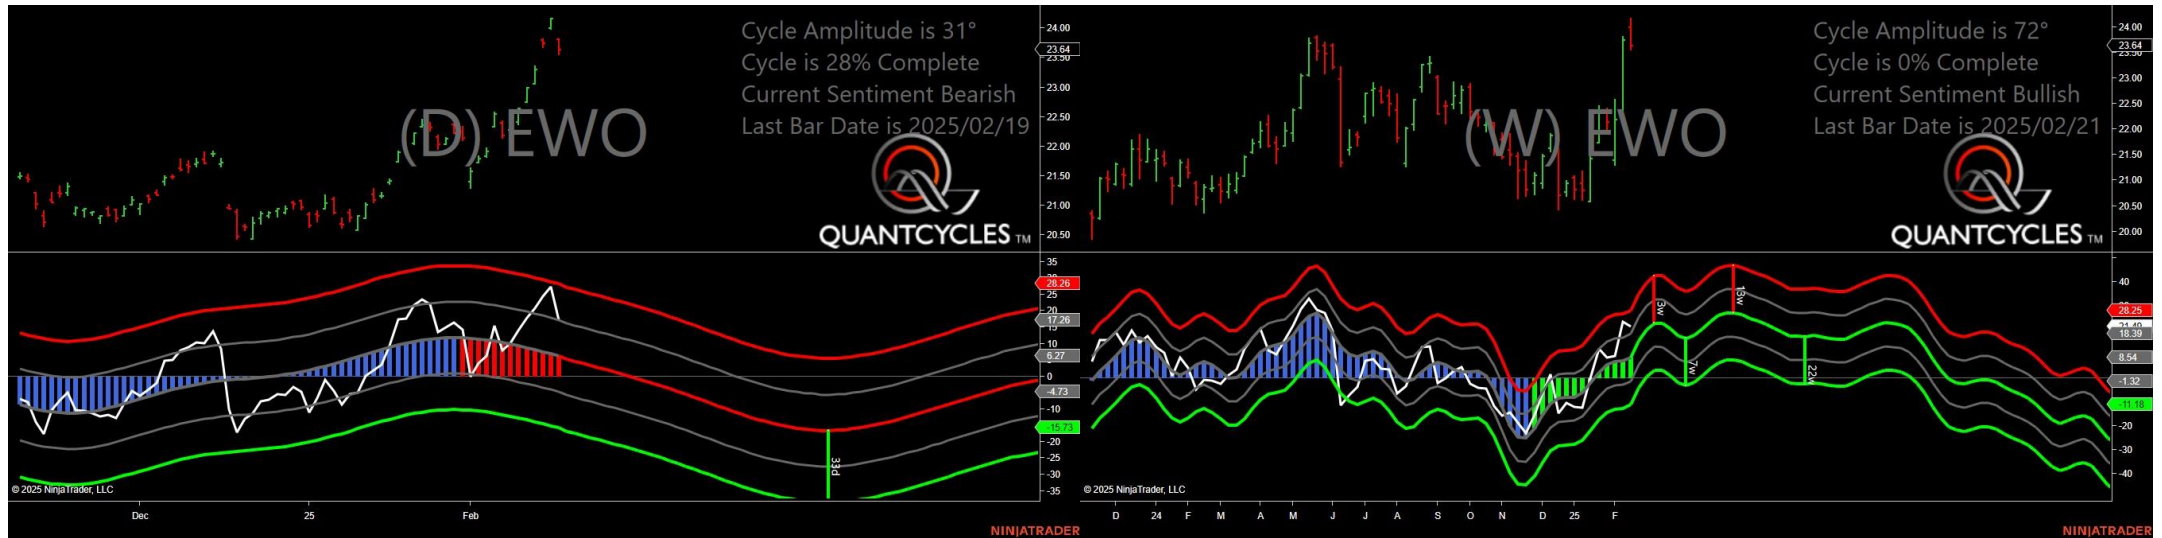 Cycle Amplitude is 31°
Cycle is 28% Complete
Current Sentiment Bearish
Last Bar Date is 2025/02/19
(D) EWO
QUANTCYCLES TM
24.00
23.64
23.50
23.00
22.50
22.00
21.50
21.00
20.50
35
28.26
25
20
17.26
15
10
6.27
0
-4.73
-10
-15.73
-20
-25
-30
-35
33d
© 2025 NinjaTrader, LLC
Dec
25
Feb
NINJATRADER
Cycle Amplitude is 72°
Cycle is 0% Complete
Current Sentiment Bullish
Last Bar Date is 2025/02/21
(W) EWO
QUANTCYCLES TM
24.00
23.64
23.50
23.00
22.50
22.00
21.50
21.00
20.50
20.00
40
28.25
21.49
18.39
8.54
-1.32
-11.18
-20
-30
-40
3w
13w
7w
22w
© 2025 NinjaTrader, LLC
D
24
F
M
A
M
J
J
A
S
O
N
D
25
F
NINJATRADER